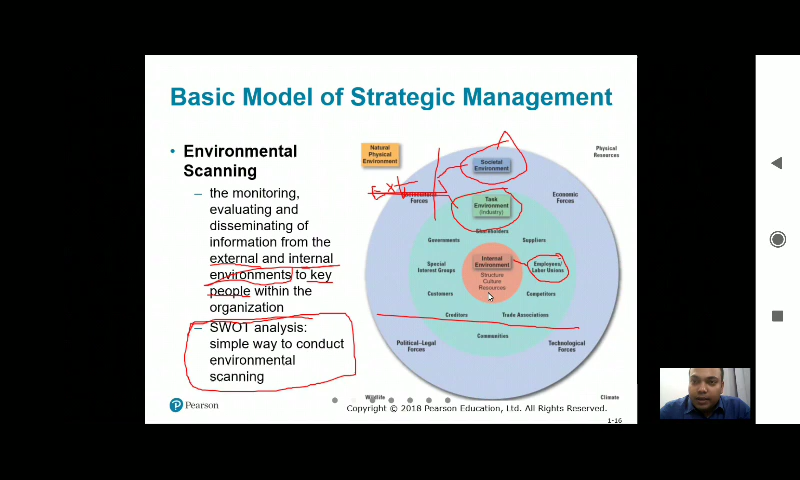 Basic Model of Strategic Management
• Environmental
Scanning
– the monitoring,
evaluating and
disseminating of
information from the
external and internal
environments to key
people within the
organization
– SWOT analysis:
simple way to conduct
environmental
scanning
Natural
Physical
Environment
Physical
Resources
Societal
Environment
Ext
Forces
Economic
Forces
Task
Environment
(Industry)
Shareholders
Governments
Suppliers
Internal
Environment
Structure
Culture
Resources
Special
Interest Groups
Employees/
Labor Unions
Customers
Competitors
Creditors
Trade Associations
Communities
Political–Legal
Forces
Technological
Forces
Wildlife
Climate
Pearson
Copyright © 2018 Pearson Education, Ltd. All Rights Reserved.
1-16